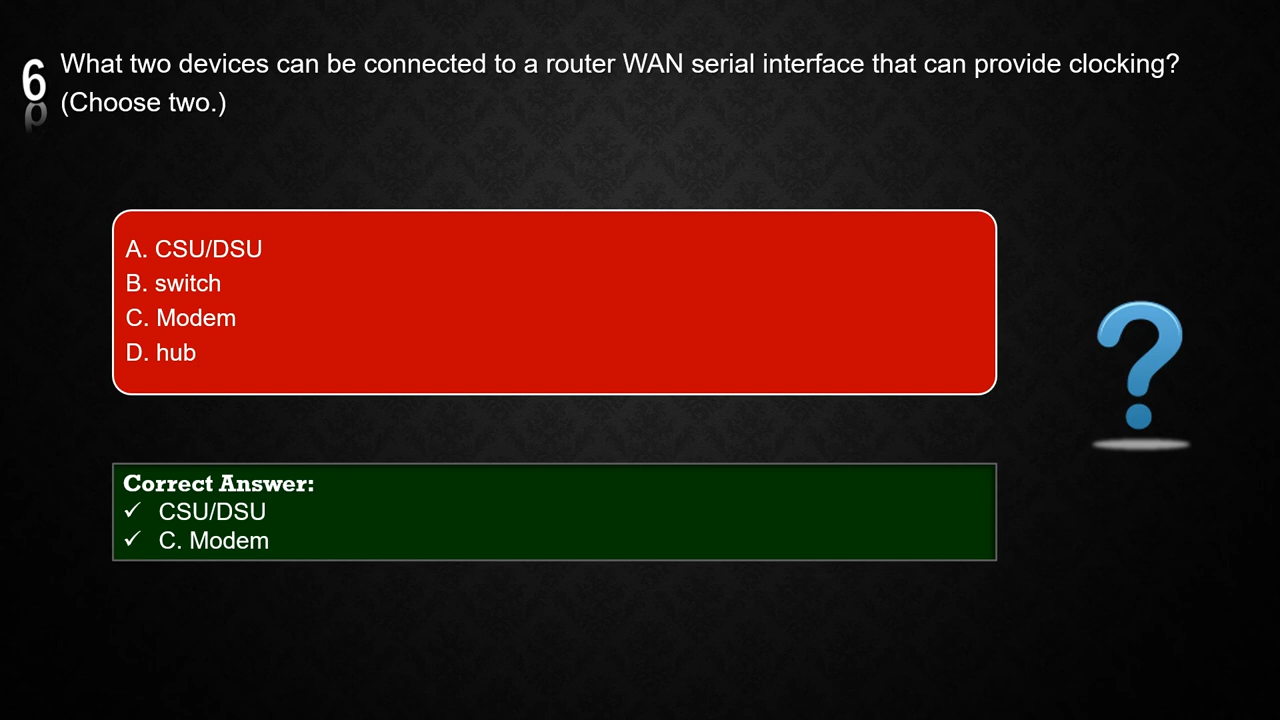 6
What two devices can be connected to a router WAN serial interface that can provide clocking?
(Choose two.)
A. CSU/DSU
B. switch
C. Modem
D. hub
Correct Answer:
✓ CSU/DSU
✓ C. Modem